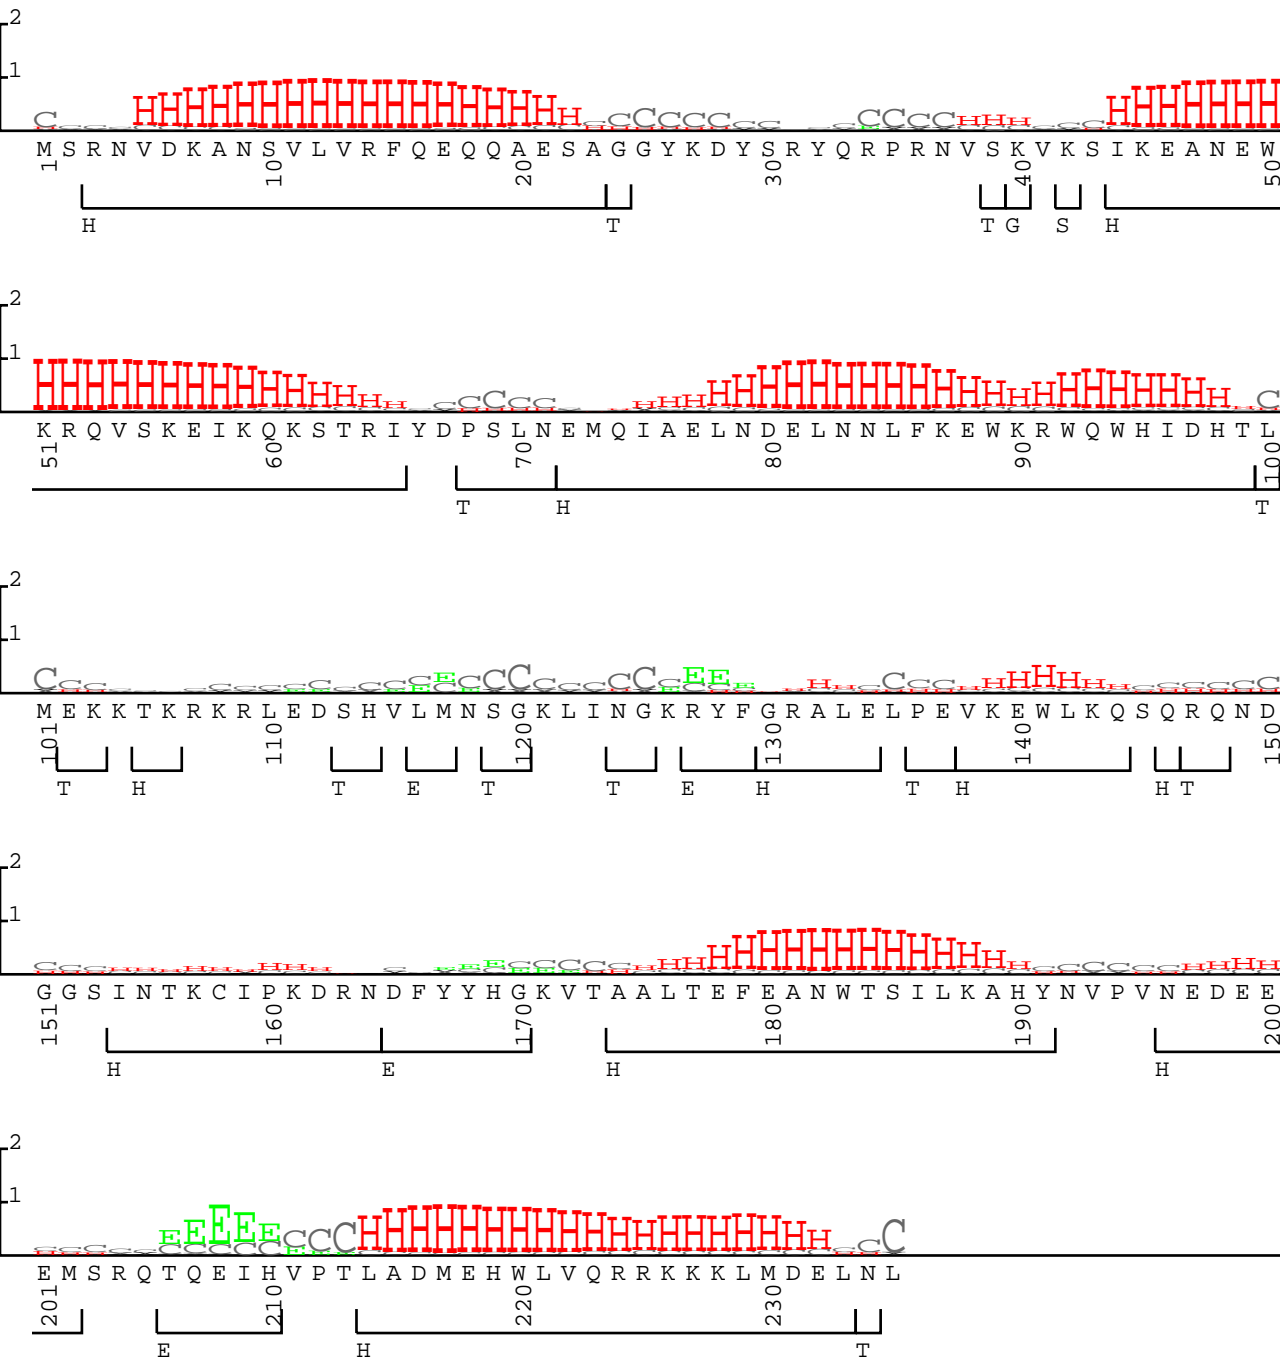 2
1
C H H H H H H H H H H H H H H H H H H C C C C C C C C C H H H H H H H H H H
M S R N V D K A N S V L V R F Q E Q Q A E S A G G Y K D Y S R Y Q R P R N V S K V K S I K E A N E W
1 10 20 30 40 50
H T T G S H
2
1
H H H H H H H H H H H H H H H C C C C C H H H H H H H H H H H H H H H H H H H H H H H H C
K R Q V S K E I K Q K S T R I Y D P S L N E M Q I A E L N D E L N N L F K E W K R W Q W H I D H T L
51 60 70 80 90 100
T H T
2
1
C C C E C C C C E E H C C C H H H H
M E K K T K R K R L E D S H V L M N S G K L I N G K R Y F G R A L E L P E V K E W L K Q S Q R Q N D
101 110 120 130 140 150
T H T E T T E H T H H T
2
1
C C C H H H E C C C H H H H H H H H H H H H H H H H H H
G G S I N T K C I P K D R N D F Y Y H G K V T A A L T E F E A N W T S I L K A H Y N V P V N E D E E
151 160 170 180 190 200
H E H H
2
1
E E E E E C C C H H H H H H H H H H H H H H H H H H H C C
E M S R Q T Q E I H V P T L A D M E H W L V Q R R K K K L M D E L N L
201 210 220 230
E H T